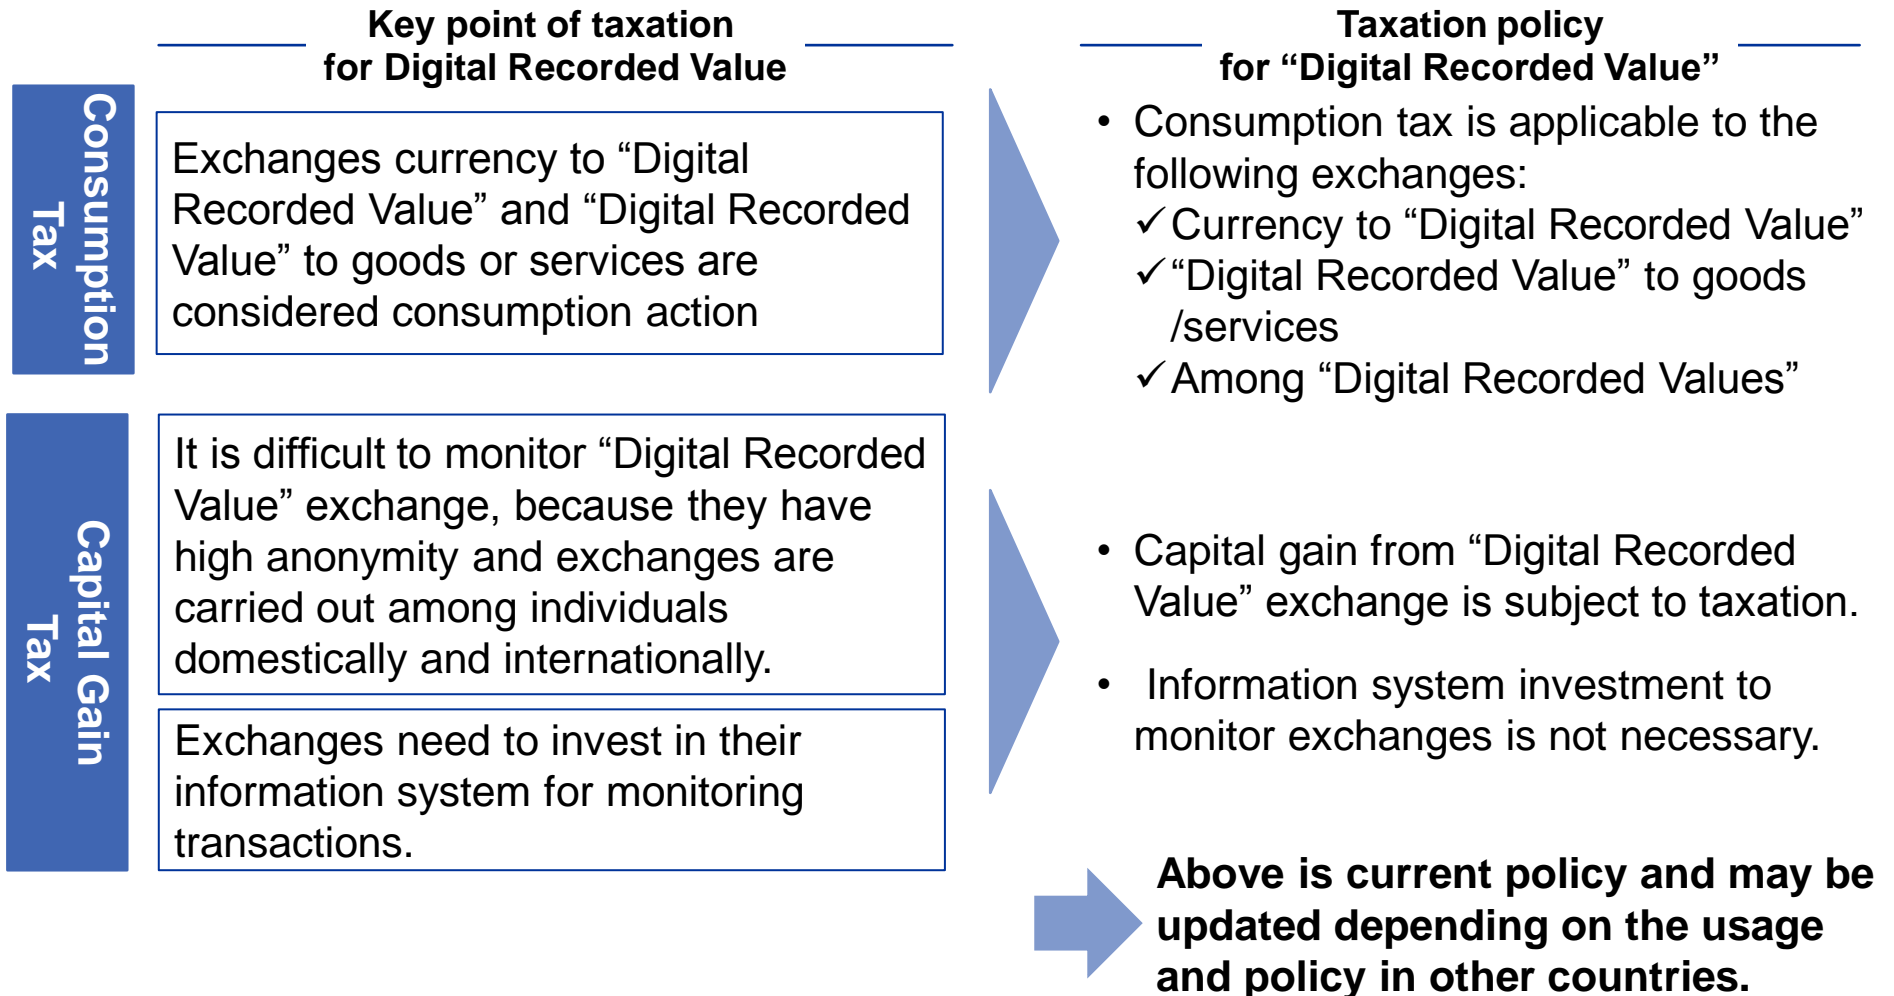 Key point of taxation
for Digital Recorded Value
Taxation policy
for “Digital Recorded Value”
Consumption
Tax
Exchanges currency to “Digital
Recorded Value” and “Digital Recorded
Value” to goods or services are
considered consumption action
• Consumption tax is applicable to the
following exchanges:
✓Currency to “Digital Recorded Value”
✓“Digital Recorded Value” to goods
/services
✓Among “Digital Recorded Values”
Capital Gain
Tax
It is difficult to monitor “Digital Recorded
Value” exchange, because they have
high anonymity and exchanges are
carried out among individuals
domestically and internationally.
Exchanges need to invest in their
information system for monitoring
transactions.
• Capital gain from “Digital Recorded
Value” exchange is subject to taxation.
• Information system investment to
monitor exchanges is not necessary.
Above is current policy and may be
updated depending on the usage
and policy in other countries.